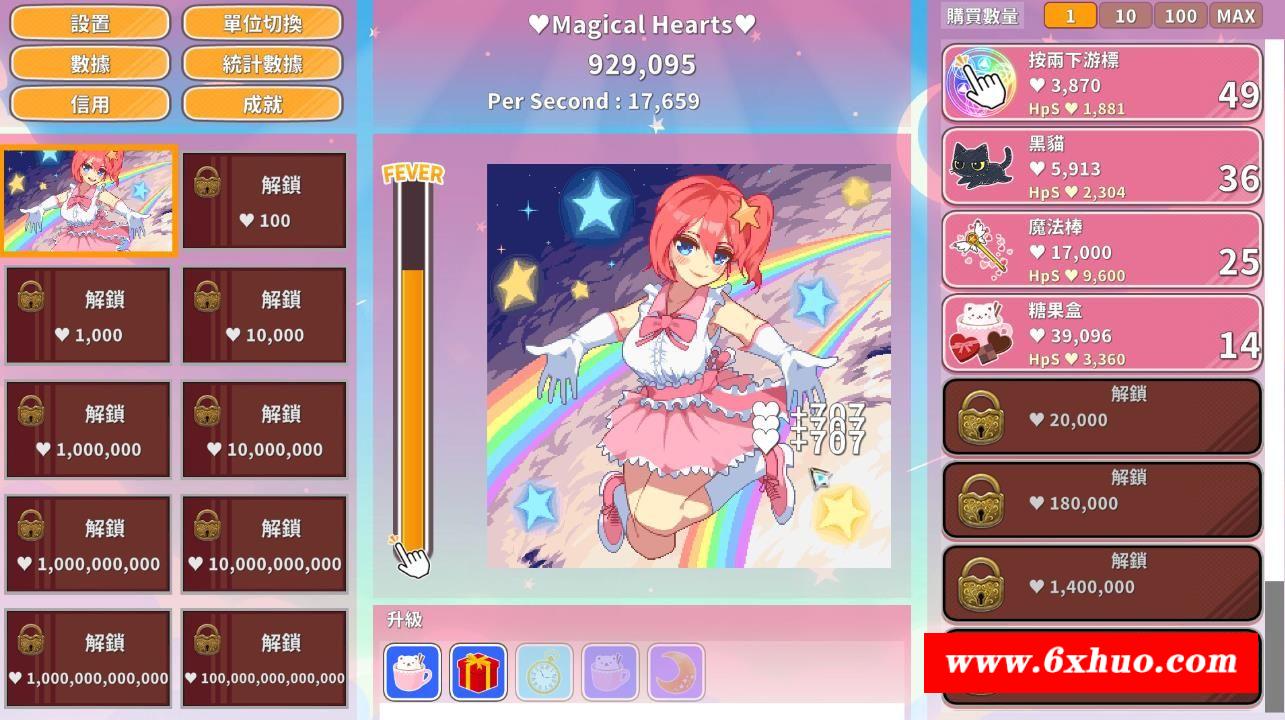 設置
單位切換
數據
統計數據
信用
成就
解鎖
♥ 100
解鎖
♥ 1,000
解鎖
♥ 10,000
解鎖
♥ 1,000,000
解鎖
♥ 10,000,000
解鎖
♥ 1,000,000,000
解鎖
♥ 10,000,000,000
解鎖
♥ 1,000,000,000,000
解鎖
♥ 100,000,000,000,000
♥Magical Hearts♥
929,095
Per Second : 17,659
FEVER
+707
升級
購買數量
1
10
100
MAX
按兩下游標
♥ 3,870
HpS ♥ 1,881
49
黑貓
♥ 5,913
HpS ♥ 2,304
36
魔法棒
♥ 17,000
HpS ♥ 9,600
25
糖果盒
♥ 39,096
HpS ♥ 3,360
14
解鎖
♥ 20,000
解鎖
♥ 180,000
解鎖
♥ 1,400,000
www.6xhuo.com